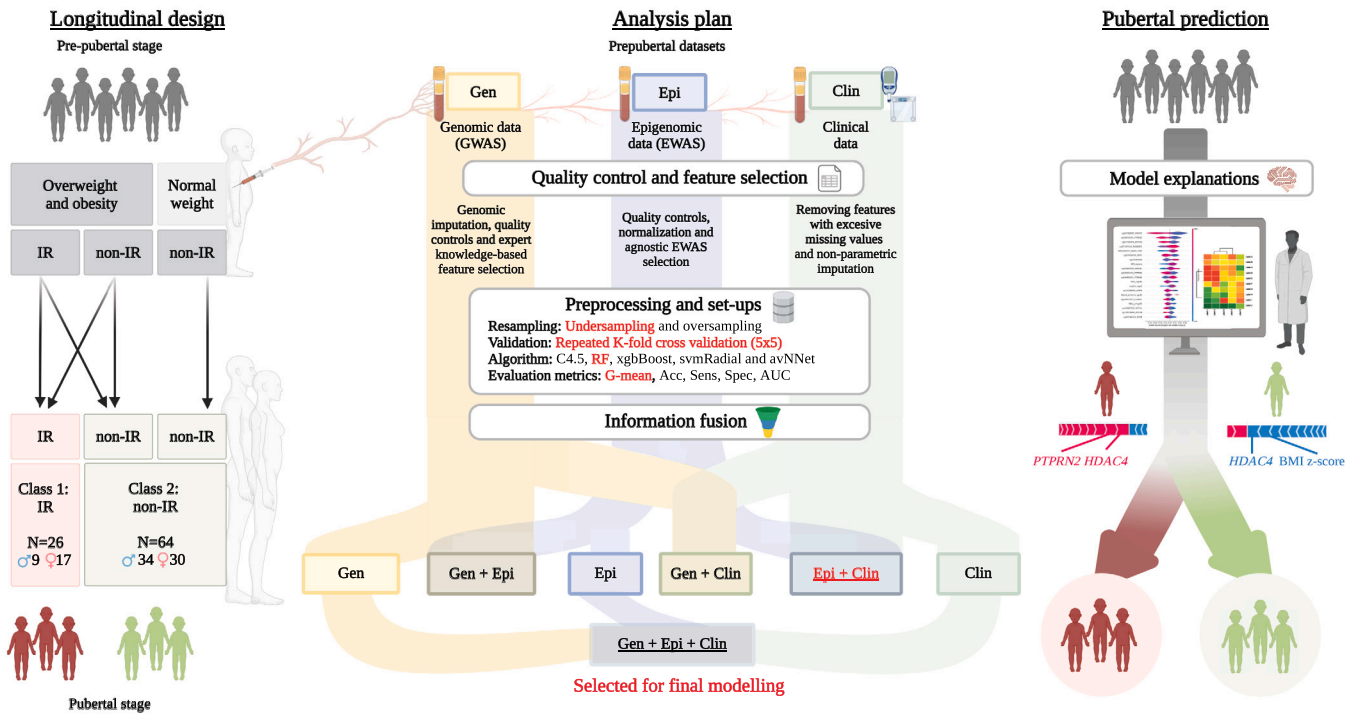 Longitudinal design
Pre-pubertal stage
Overweight
and obesity
Normal
weight
IR
non-IR
non-IR
IR
non-IR
non-IR
Class 1:
IR
N=26
♂9 ♀17
Class 2:
non-IR
N=64
♂34 ♀30
Pubertal stage
Analysis plan
Prepubertal datasets
Gen
Epi
Clin
Genomic data
(GWAS)
Epigenomic
data (EWAS)
Clinical
data
Quality control and feature selection
Genomic
imputation, quality
controls and expert
knowledge-based
feature selection
Quality controls,
normalization and
agnostic EWAS
selection
Removing features
with excesive
missing values
and non-parametric
imputation
Preprocessing and set-ups
Resampling: Undersampling and oversampling
Validation: Repeated K-fold cross validation (5x5)
Algorithm: C4.5, RF, xgbBoost, svmRadial and avNNet
Evaluation metrics: G-mean, Acc, Sens, Spec, AUC
Information fusion
Gen
Gen + Epi
Epi
Gen + Clin
Epi + Clin
Clin
Gen + Epi + Clin
Selected for final modelling
Pubertal prediction
Model explanations
PTPRN2 HDAC4
HDAC4 BMI z-score